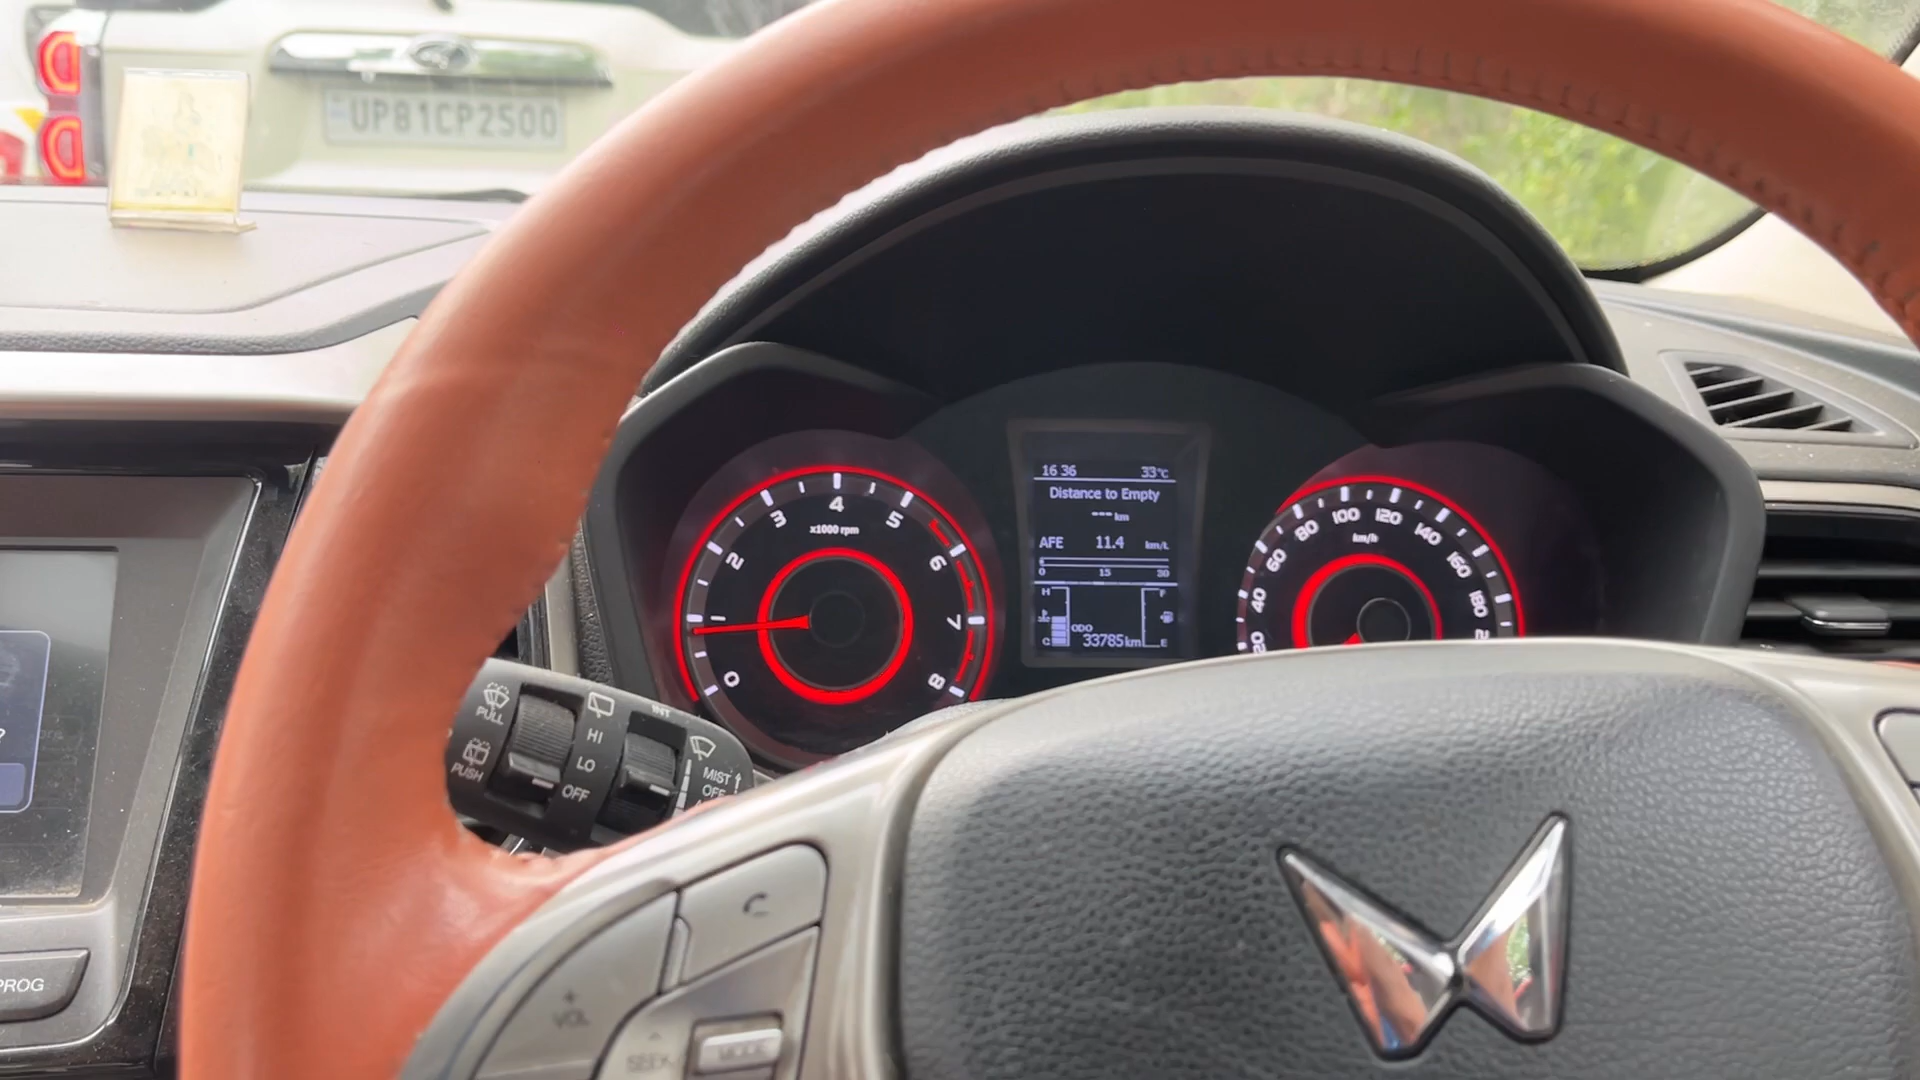 UP81CP2500
16 36 33°C
Distance to Empty
--- km
AFE 11.4 km/L
0 15 30
H F
ODO
C 33785km E
0 1 2 3 4 5 6 7 8
x1000 rpm
20 40 60 80 100 120 140 160 180
km/h
PULL
PUSH
HI
LO
OFF
INT
MIST
OFF
PROG
+
VOL
SEEK
MODE
?